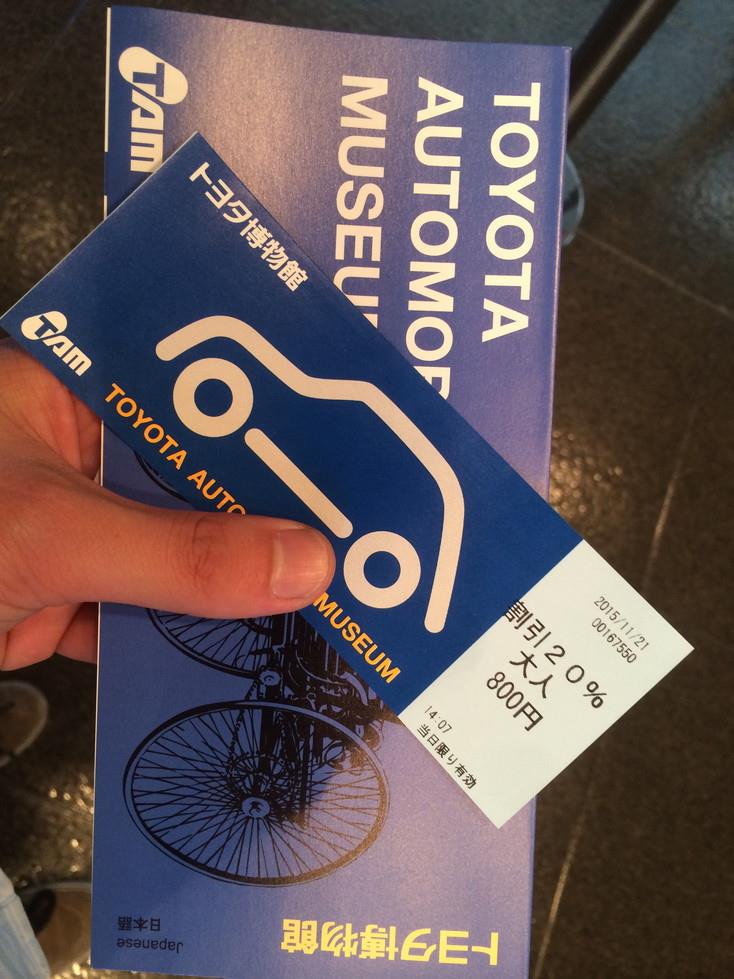 TAM
TOYOTA
AUTOMOB
MUSEUM
トヨタ博物館
TAM
TOYOTA AUTO
MUSEUM
2015/11/21
00167550
割引20%
大人
800円
14:07
当日限り有効
トヨタ博物館
日本語
Japanese